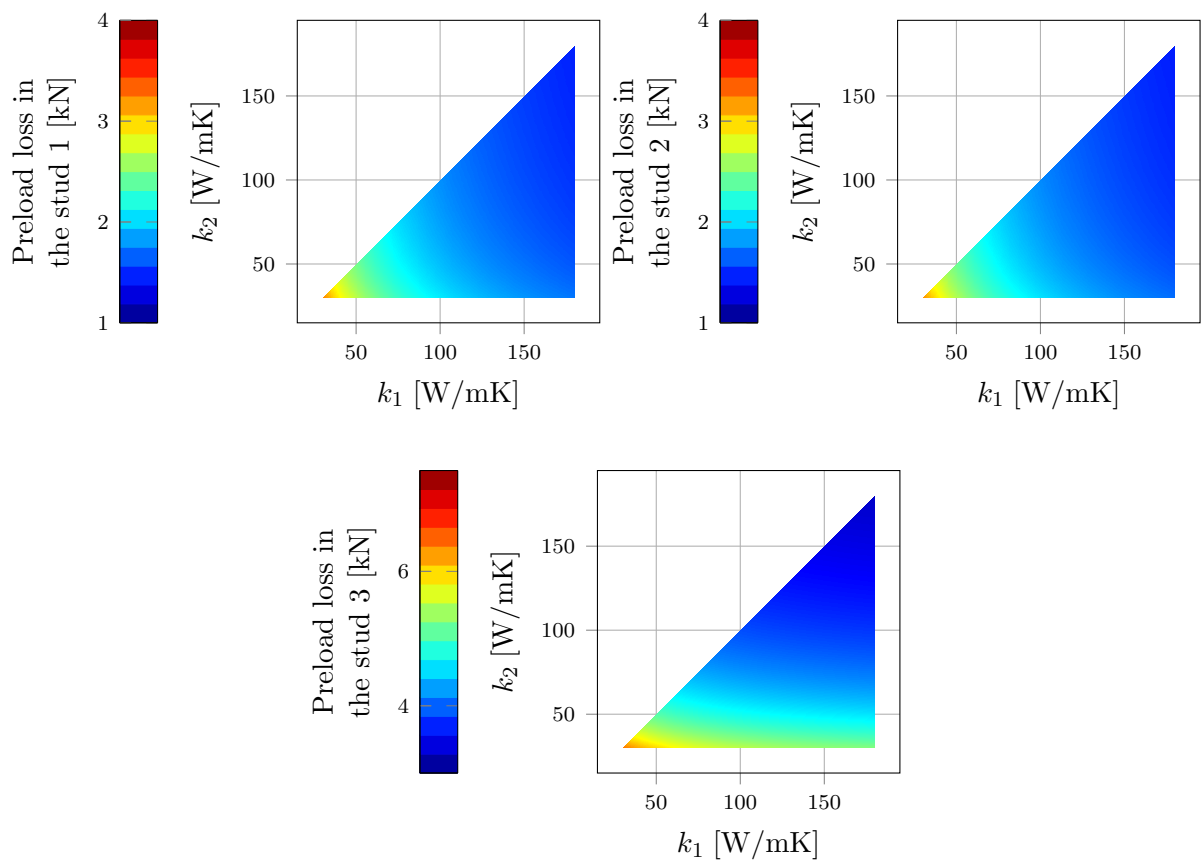 Preload loss in
the stud 1 [kN]
4
3
2
1
k₂ [W/mK]
150
100
50
50 100 150
k₁ [W/mK]
Preload loss in
the stud 2 [kN]
4
3
2
1
k₂ [W/mK]
150
100
50
50 100 150
k₁ [W/mK]
Preload loss in
the stud 3 [kN]
6
4
k₂ [W/mK]
150
100
50
50 100 150
k₁ [W/mK]